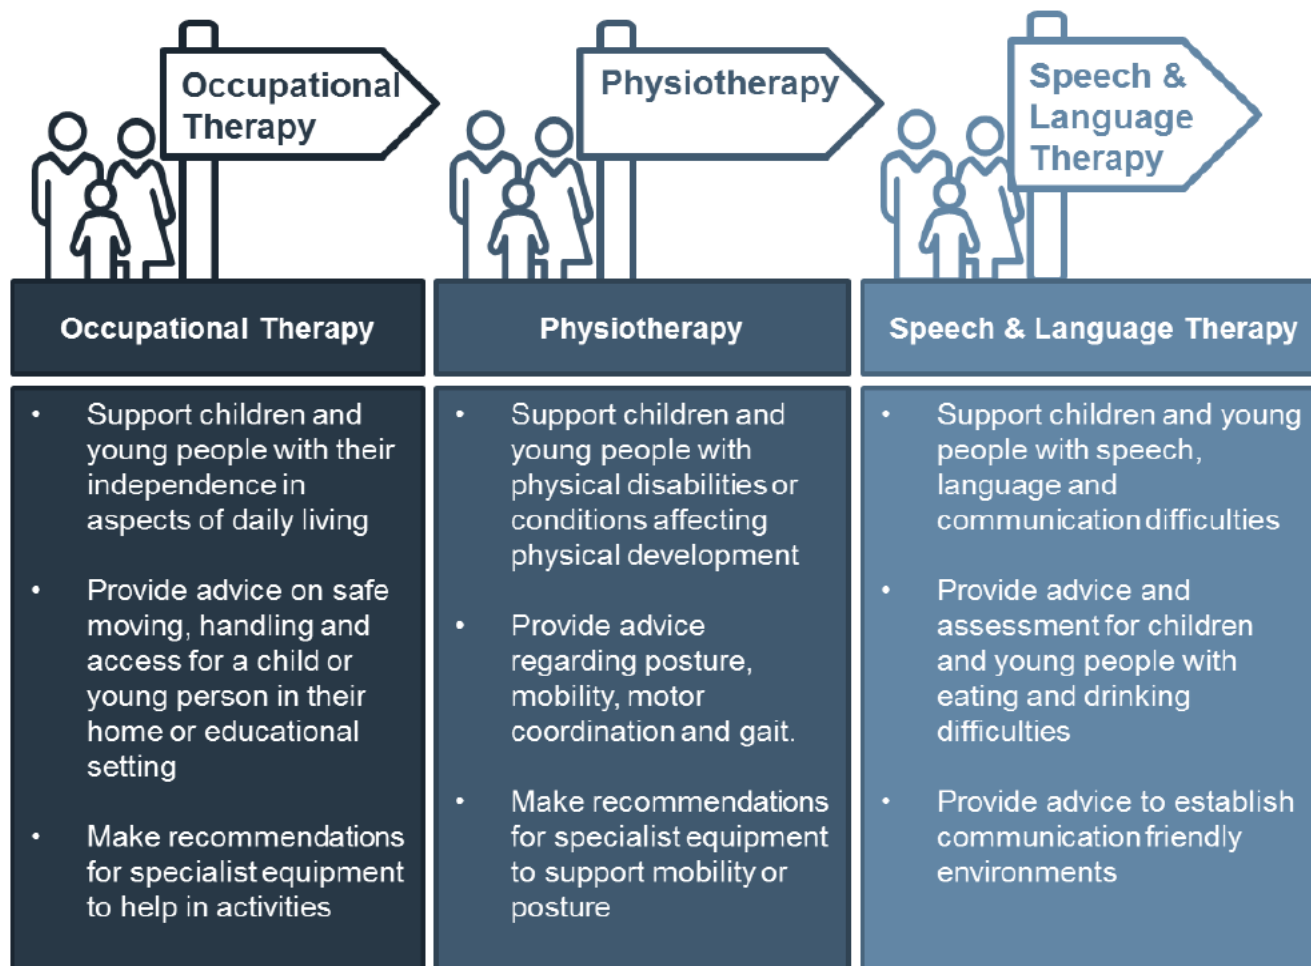 Occupational
Therapy
Physiotherapy
Speech &
Language
Therapy
Occupational Therapy
Physiotherapy
Speech & Language Therapy
• Support children and
young people with their
independence in
aspects of daily living
• Provide advice on safe
moving, handling and
access for a child or
young person in their
home or educational
setting
• Make recommendations
for specialist equipment
to help in activities
• Support children and
young people with
physical disabilities or
conditions affecting
physical development
• Provide advice
regarding posture,
mobility, motor
coordination and gait.
• Make recommendations
for specialist equipment
to support mobility or
posture
• Support children and young
people with speech,
language and
communication difficulties
• Provide advice and
assessment for children
and young people with
eating and drinking
difficulties
• Provide advice to establish
communication friendly
environments